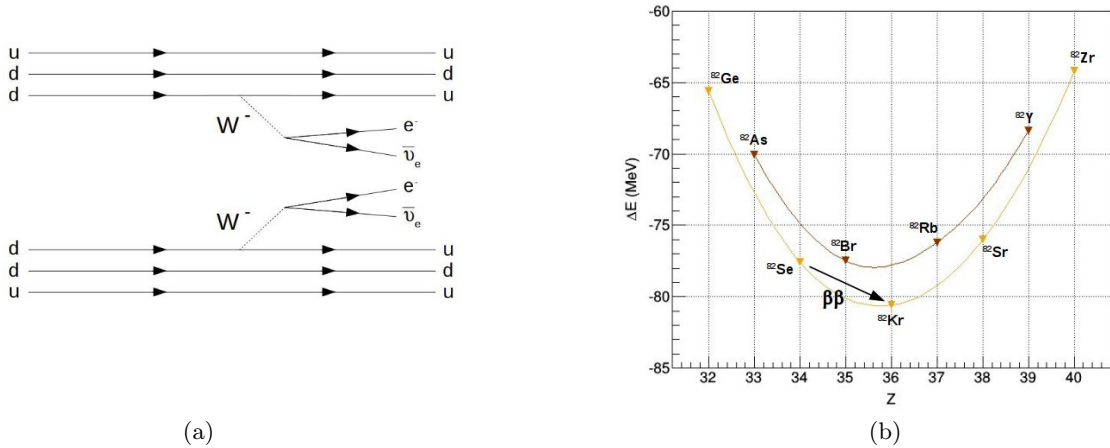 u u
d d
d u
W⁻
e⁻
ν̄ₑ
e⁻
W⁻
ν̄ₑ
d u
d d
u u
(a)
-60
-65
-70
-75
-80
-85
ΔE (MeV)
⁸²Ge
⁸²As
⁸²Se
⁸²Br
ββ
⁸²Kr
⁸²Rb
⁸²Sr
⁸²Y
⁸²Zr
32 33 34 35 36 37 38 39 40
Z
(b)